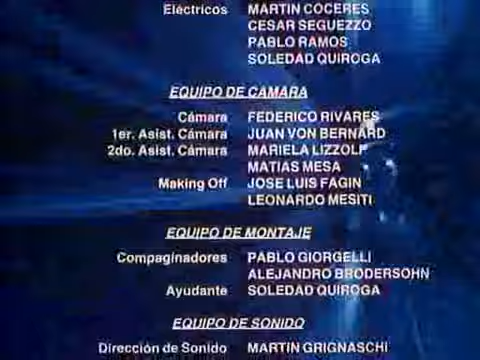 Eléctricos MARTIN COCERES
CESAR SEGUEZZO
PABLO RAMOS
SOLEDAD QUIROGA
EQUIPO DE CAMARA
Cámara FEDERICO RIVARES
1er. Asist. Cámara JUAN VON BERNARD
2do. Asist. Cámara MARIELA LIZZOLF
MATIAS MESA
Making Off JOSE LUIS FAGIN
LEONARDO MESITI
EQUIPO DE MONTAJE
Compaginadores PABLO GIORGELLI
ALEJANDRO BRODERSOHN
Ayudante SOLEDAD QUIROGA
EQUIPO DE SONIDO
Dirección de Sonido MARTIN GRIGNASCHI